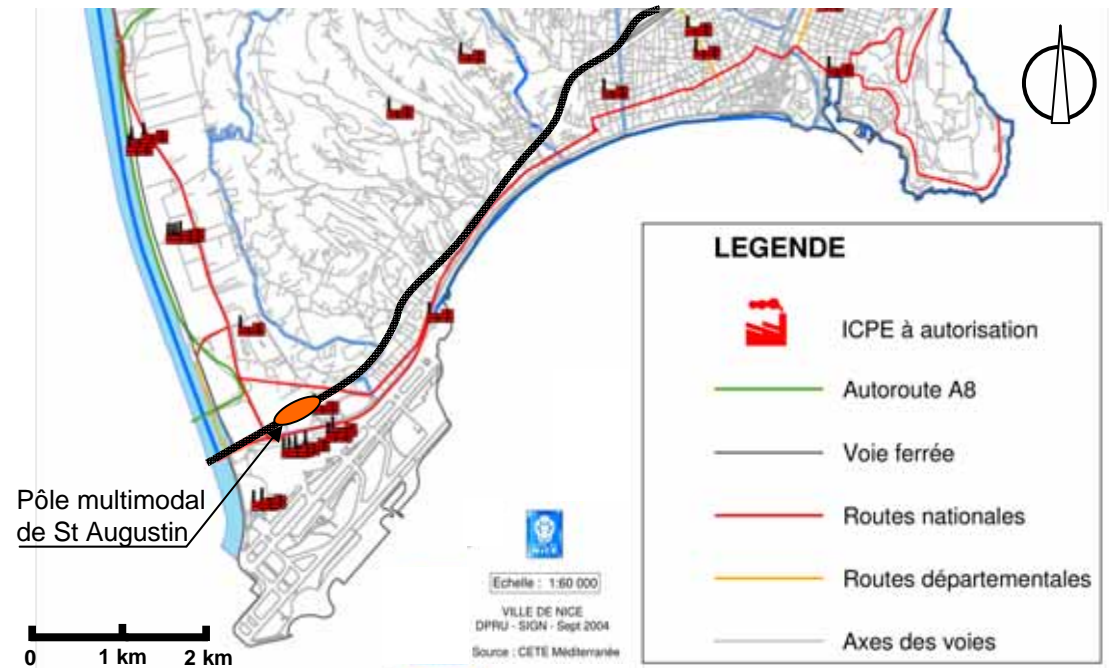 LEGENDE
ICPE à autorisation
Autoroute A8
Voie ferrée
Routes nationales
Routes départementales
Axes des voies
Pôle multimodal
de St Augustin
0 1 km 2 km
Echelle : 1:60 000
VILLE DE NICE
DPRU - SIGN - Sept 2004
Source : CETE Méditerranée